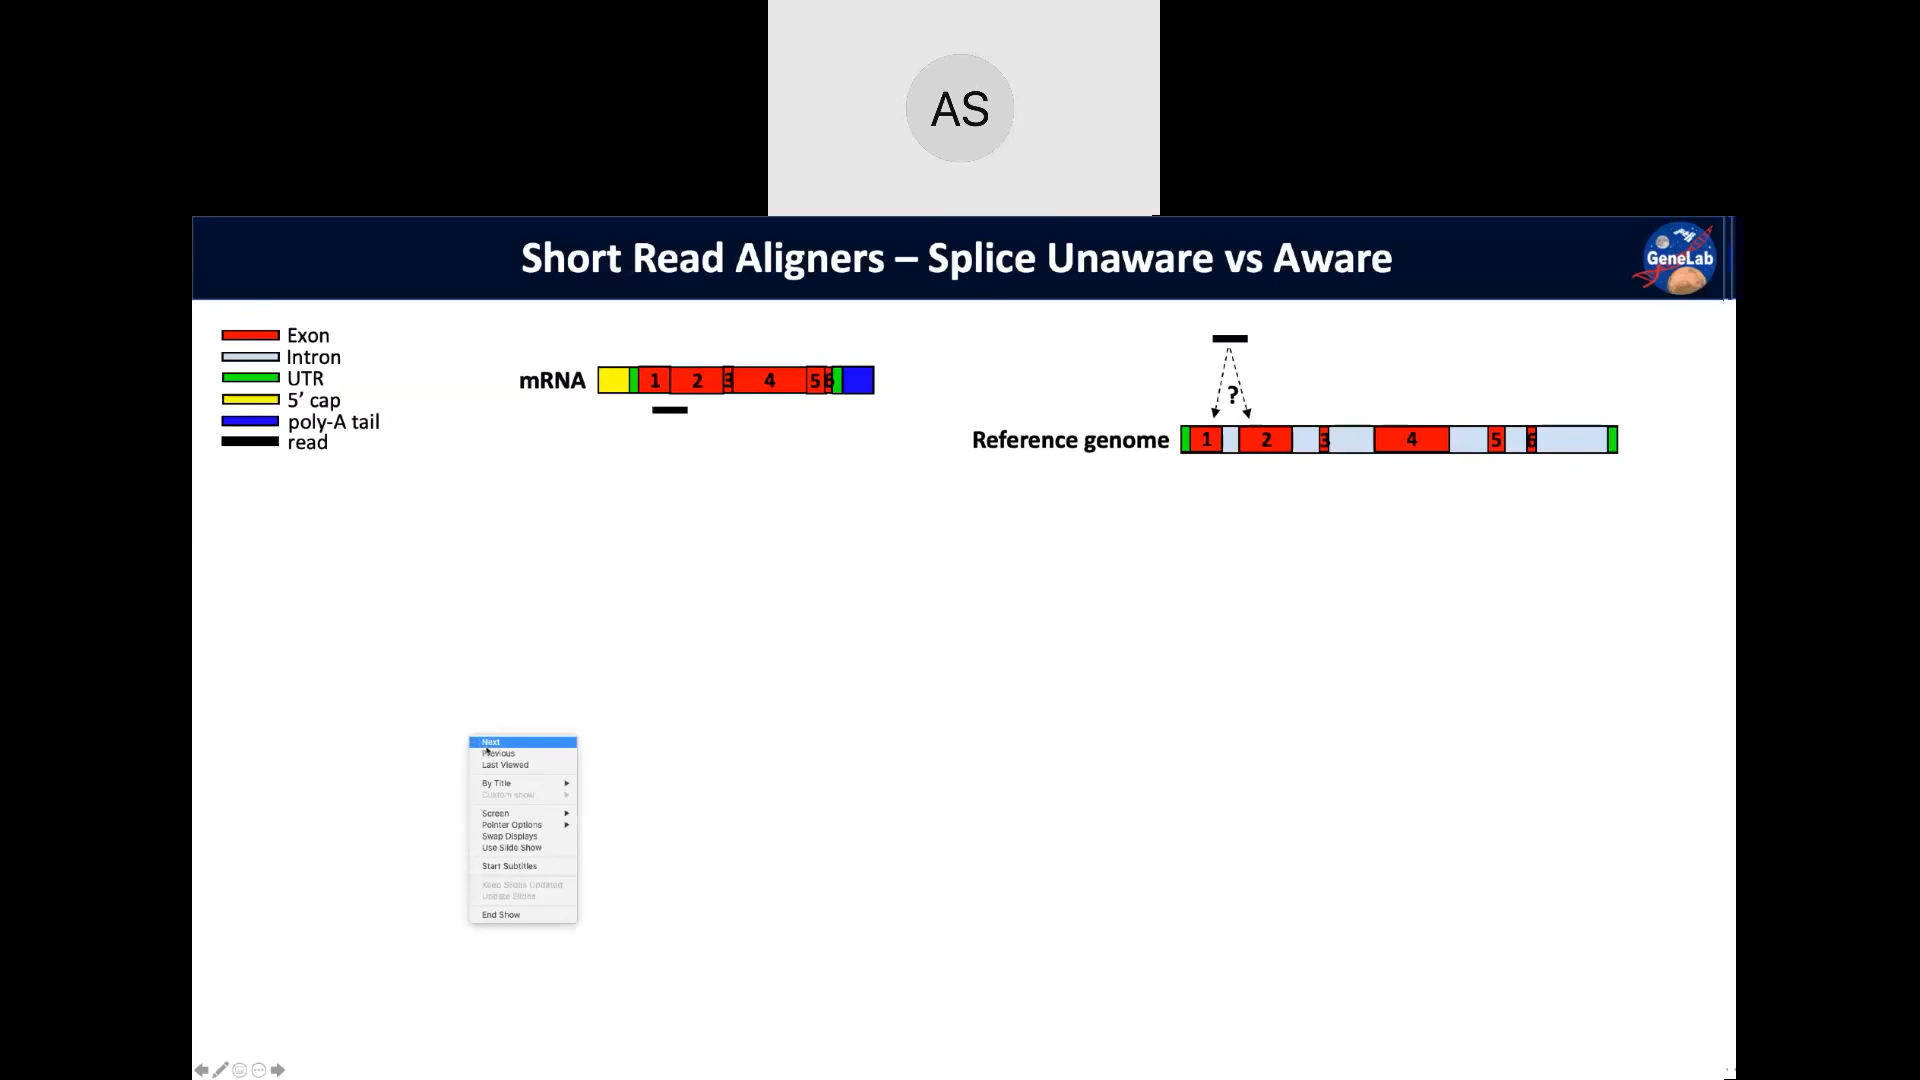 AS
Short Read Aligners – Splice Unaware vs Aware
GeneLab
Exon
Intron
UTR
5’ cap
poly-A tail
read
mRNA 1 2 3 4 5 6
?
Reference genome 1 2 3 4 5 6
Next
Previous
Last Viewed
By Title
Custom show
Screen
Pointer Options
Swap Displays
Use Slide Show
Start Subtitles
Keep Slides Updated
Update Slides
End Show